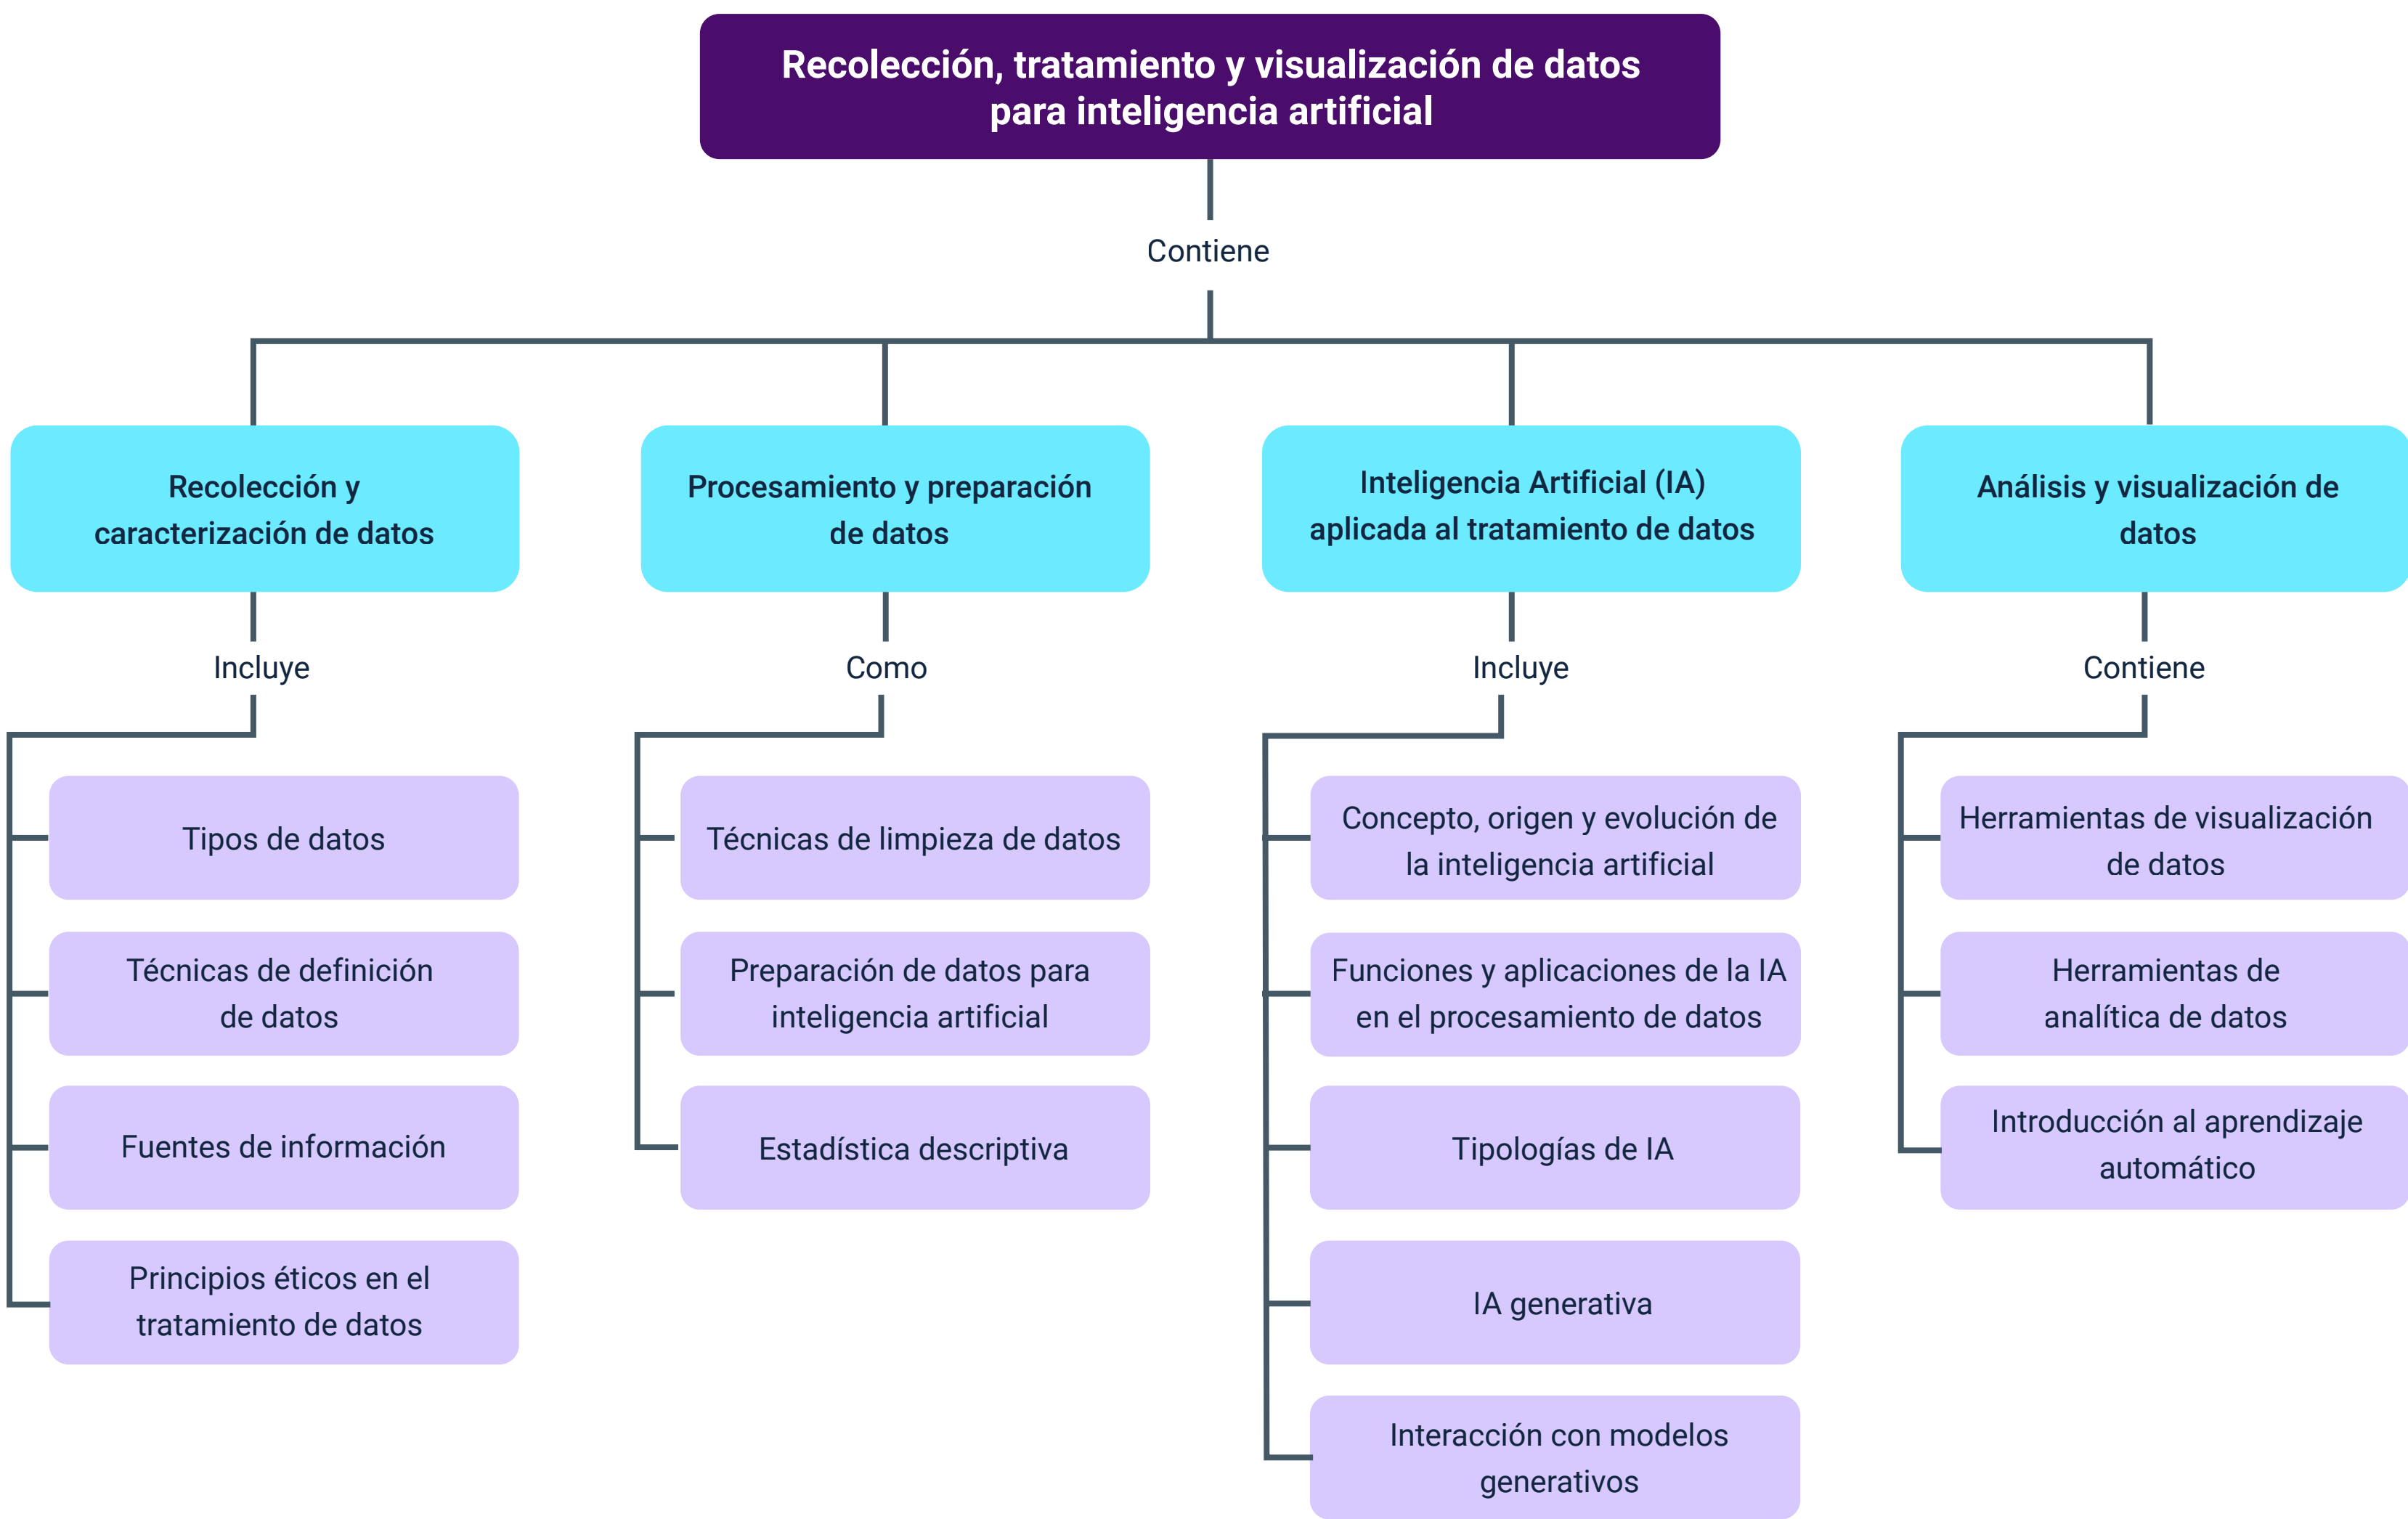 Recolección, tratamiento y visualización de datos
para inteligencia artificial
Contiene
Recolección y
caracterización de datos
Incluye
Tipos de datos
Técnicas de definición
de datos
Fuentes de información
Principios éticos en el
tratamiento de datos
Procesamiento y preparación
de datos
Como
Técnicas de limpieza de datos
Preparación de datos para
inteligencia artificial
Estadística descriptiva
Inteligencia Artificial (IA)
aplicada al tratamiento de datos
Incluye
Concepto, origen y evolución de
la inteligencia artificial
Funciones y aplicaciones de la IA
en el procesamiento de datos
Tipologías de IA
IA generativa
Interacción con modelos
generativos
Análisis y visualización de
datos
Contiene
Herramientas de visualización
de datos
Herramientas de
analítica de datos
Introducción al aprendizaje
automático